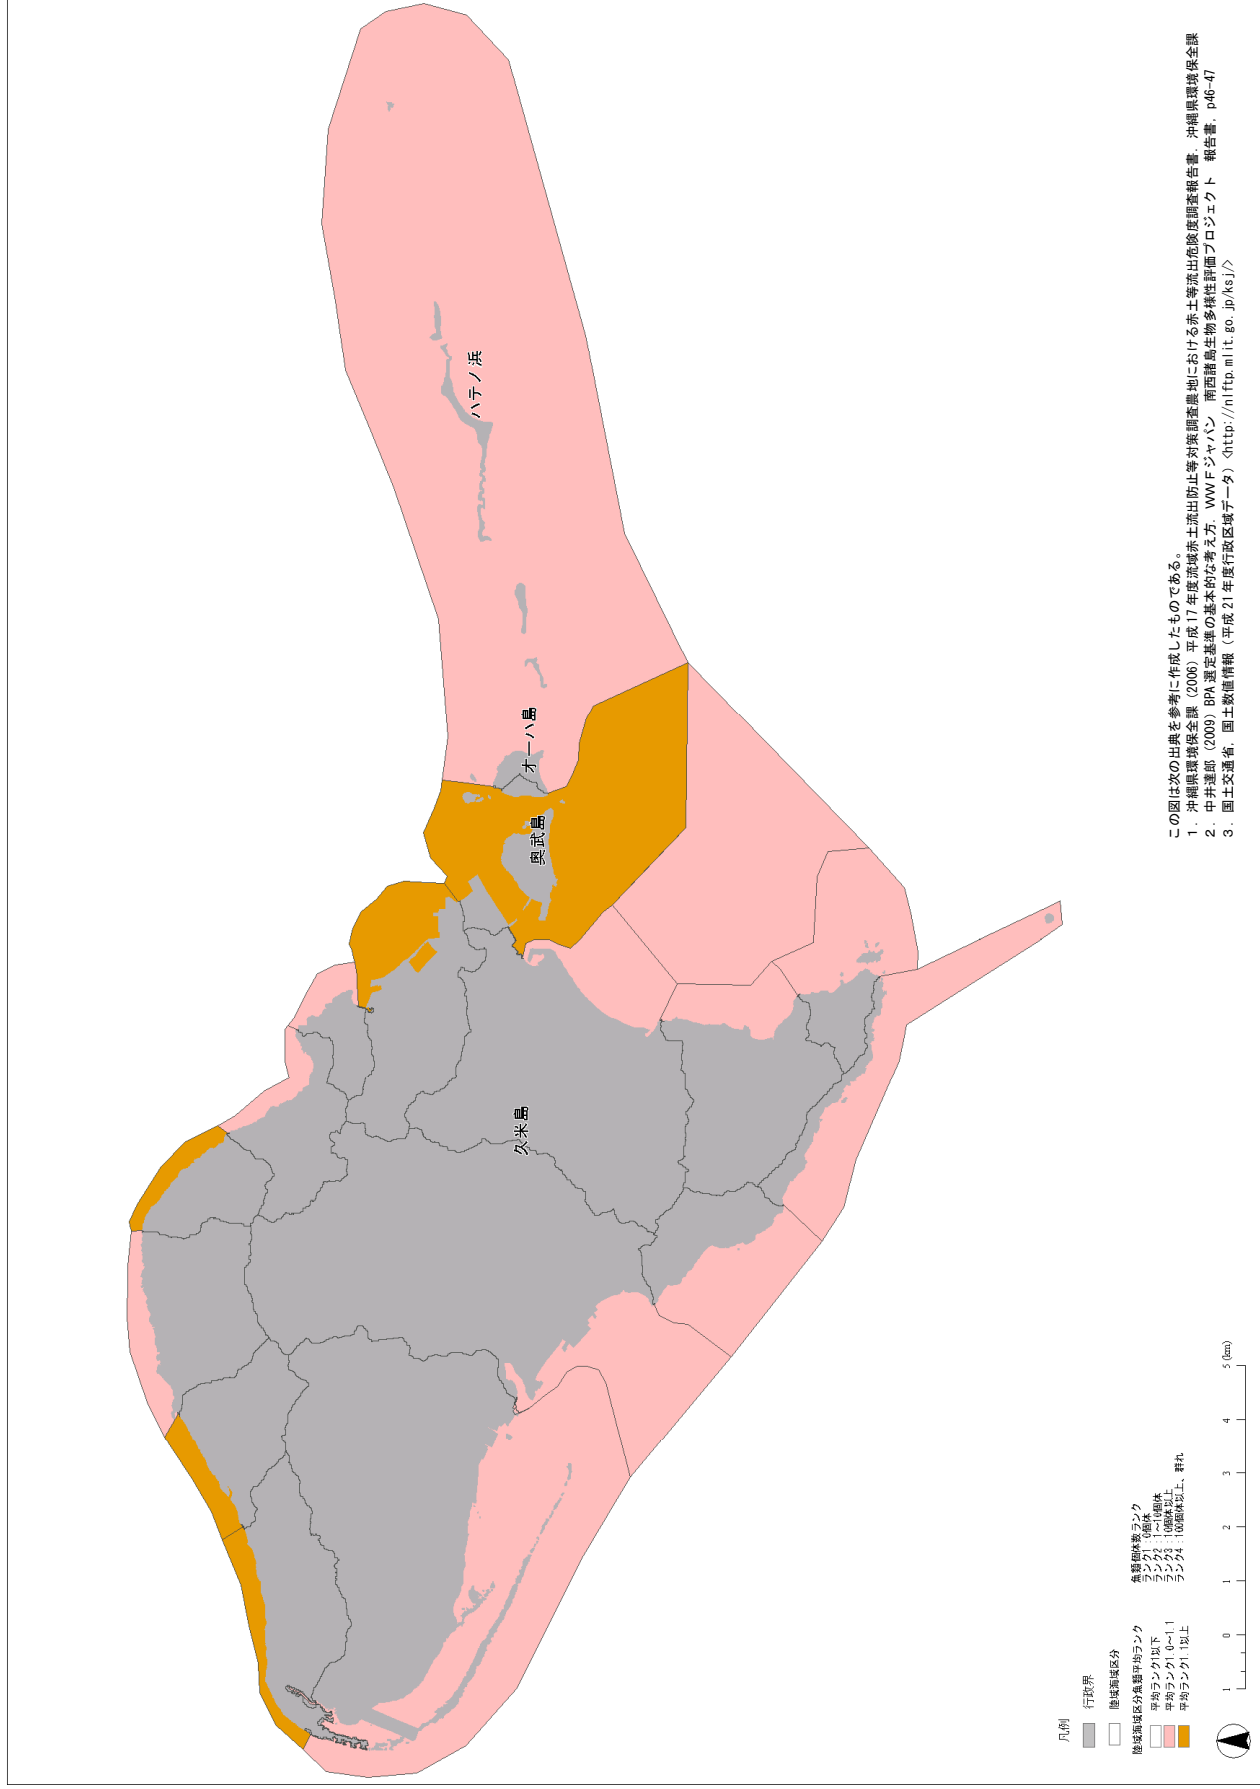 ハテノ浜
オーハ島
奥武島
久米島
凡例
行政界
陸域海域区分
陸域海域区分魚類平均ランク
平均ランク1以下
平均ランク1.0~1.1
平均ランク1.1以上
魚類個体数ランク
ランク1:0個体
ランク2:1~10個体
ランク3:10個体以上
ランク4:100個体以上、群れ
1 0 1 2 3 4 5 (km)
この図は次の出典を参考に作成したものである。
1. 沖縄県環境保全課 (2006) 平成17年度流域赤土流出防止等対策調査農地における赤土等流出危険度調査報告書. 沖縄県環境保全課
2. 中井達郎 (2009) BPA選定基準の基本的な考え方. WWFジャパン 南西諸島生物多様性評価プロジェクト 報告書, p46-47
3. 国土交通省. 国土数値情報 (平成21年度行政区域データ) <http://nlftp.mlit.go.jp/ksj/>